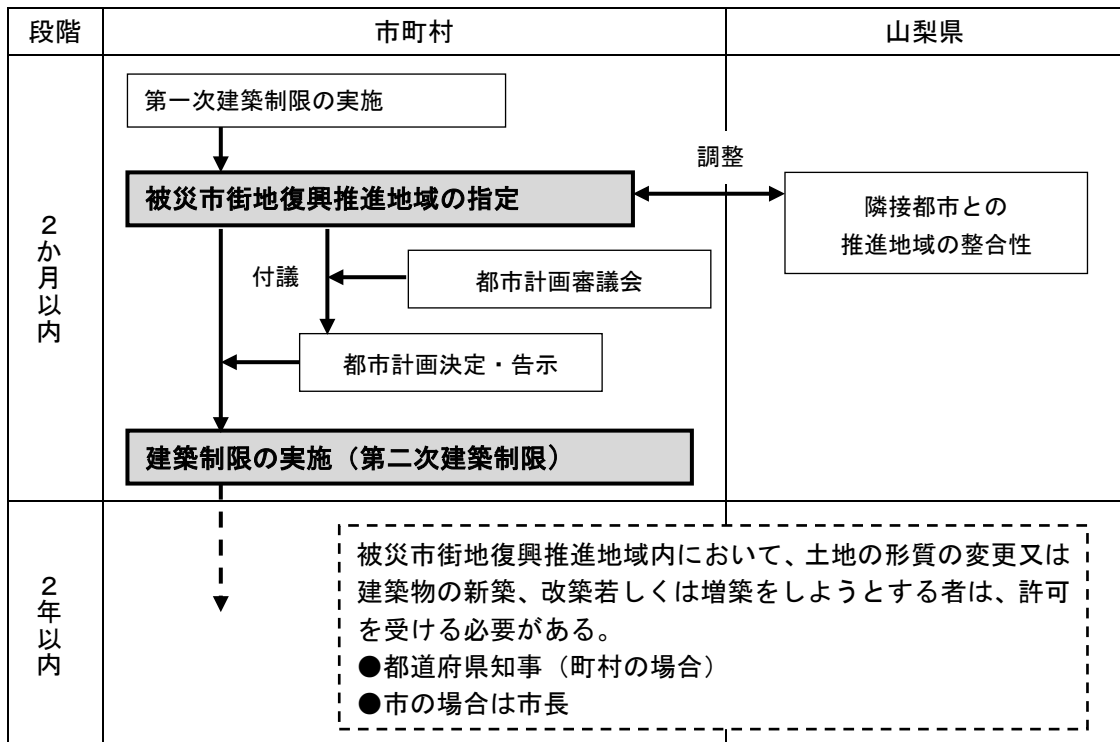 段階
市町村
山梨県
２か月以内
第一次建築制限の実施
調整
被災市街地復興推進地域の指定
隣接都市との
推進地域の整合性
付議
都市計画審議会
都市計画決定・告示
建築制限の実施（第二次建築制限）
２年以内
被災市街地復興推進地域内において、土地の形質の変更又は
建築物の新築、改築若しくは増築をしようとする者は、許可
を受ける必要がある。
●都道府県知事（町村の場合）
●市の場合は市長